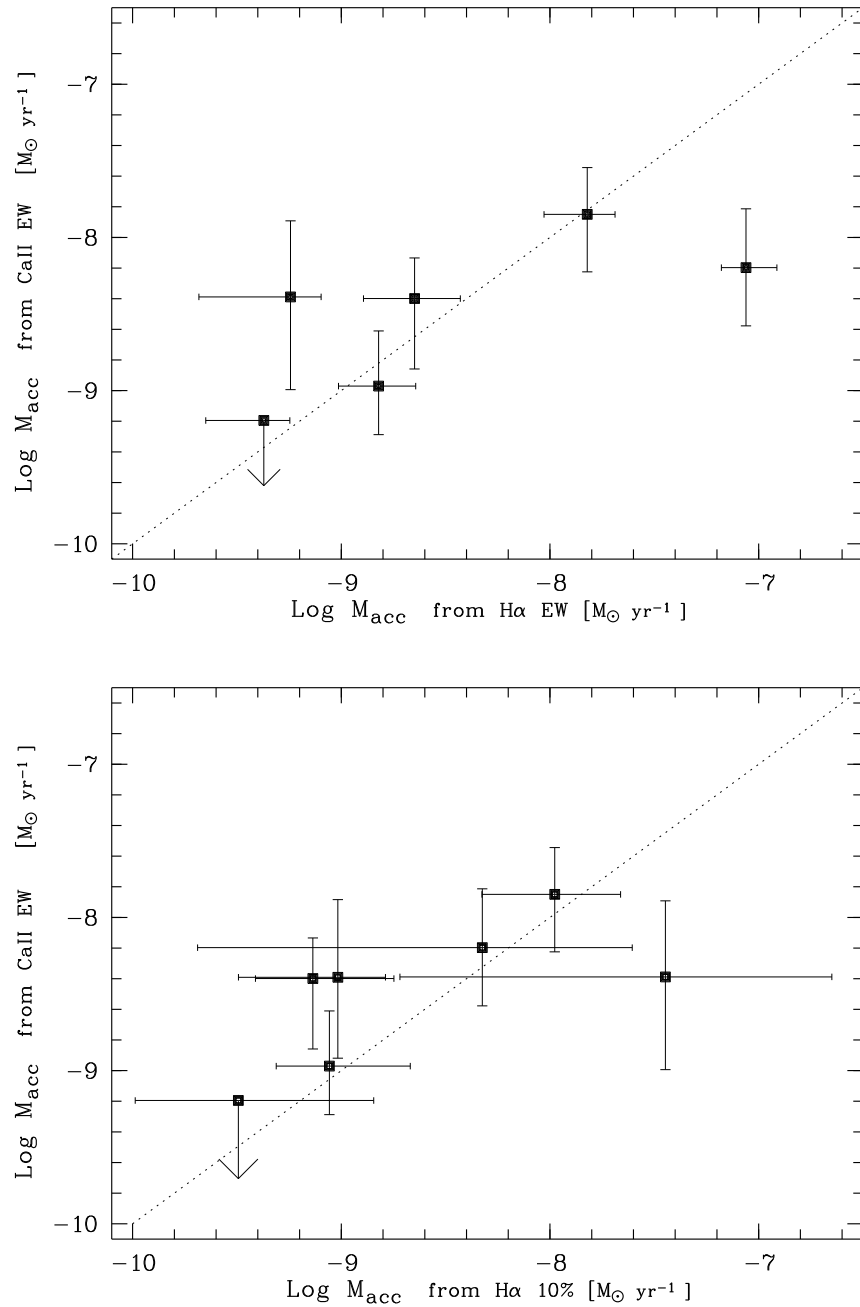 Log M_acc from CaII EW [M_⊙ yr⁻¹]
−7
−8
−9
−10
−10 −9 −8 −7
Log M_acc from Hα EW [M_⊙ yr⁻¹]
Log M_acc from CaII EW [M_⊙ yr⁻¹]
−7
−8
−9
−10
−10 −9 −8 −7
Log M_acc from Hα 10% [M_⊙ yr⁻¹]